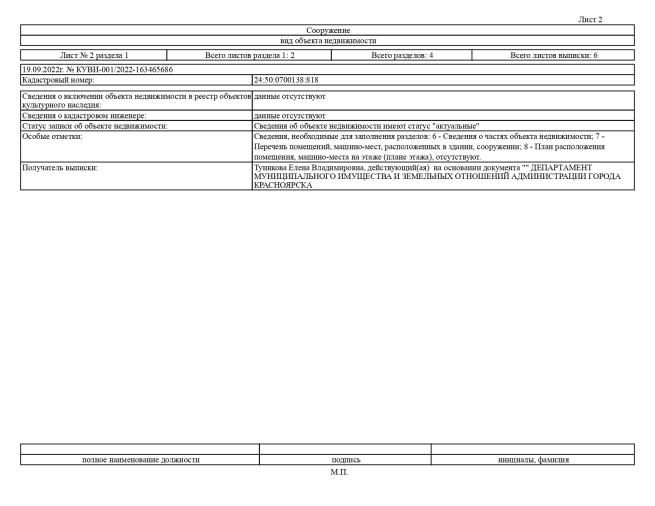 Лист 2
Сооружение
вид объекта недвижимости
Лист № 2 раздела 1 Всего листов раздела 1: 2 Всего разделов: 4 Всего листов выписки: 6
19.09.2022г. № КУВИ-001/2022-163465686
Кадастровый номер: 24:50:0700138:818
Сведения о включении объекта недвижимости в реестр объектов данные отсутствуют
культурного наследия:
Сведения о кадастровом инженере: данные отсутствуют
Статус записи об объекте недвижимости: Сведения об объекте недвижимости имеют статус "актуальные"
Особые отметки: Сведения, необходимые для заполнения разделов: 6 - Сведения о частях объекта недвижимости; 7 -
Перечень помещений, машино-мест, расположенных в здании, сооружении; 8 - План расположения
помещения, машино-места на этаже (плане этажа), отсутствуют.
Получатель выписки: Туникова Елена Владимировна, действующий(ая) на основании документа "" ДЕПАРТАМЕНТ
МУНИЦИПАЛЬНОГО ИМУЩЕСТВА И ЗЕМЕЛЬНЫХ ОТНОШЕНИЙ АДМИНИСТРАЦИИ ГОРОДА
КРАСНОЯРСКА
полное наименование должности подпись инициалы, фамилия
М.П.